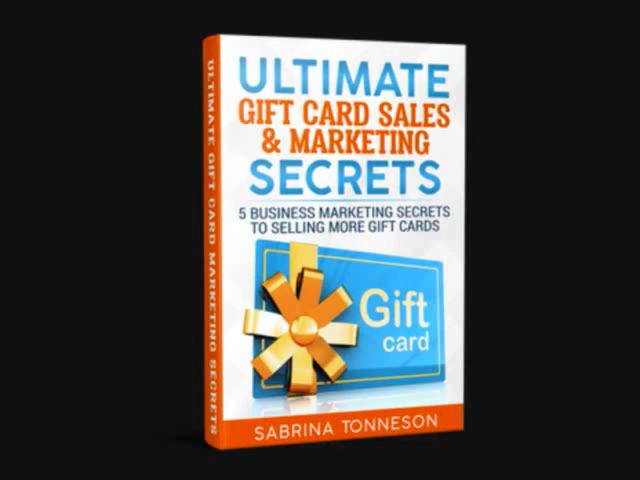 ULTIMATE GIFT CARD MARKETING SECRETS
ULTIMATE
GIFT CARD SALES
& MARKETING
SECRETS
5 BUSINESS MARKETING SECRETS
TO SELLING MORE GIFT CARDS
Gift
card
SABRINA TONNESON